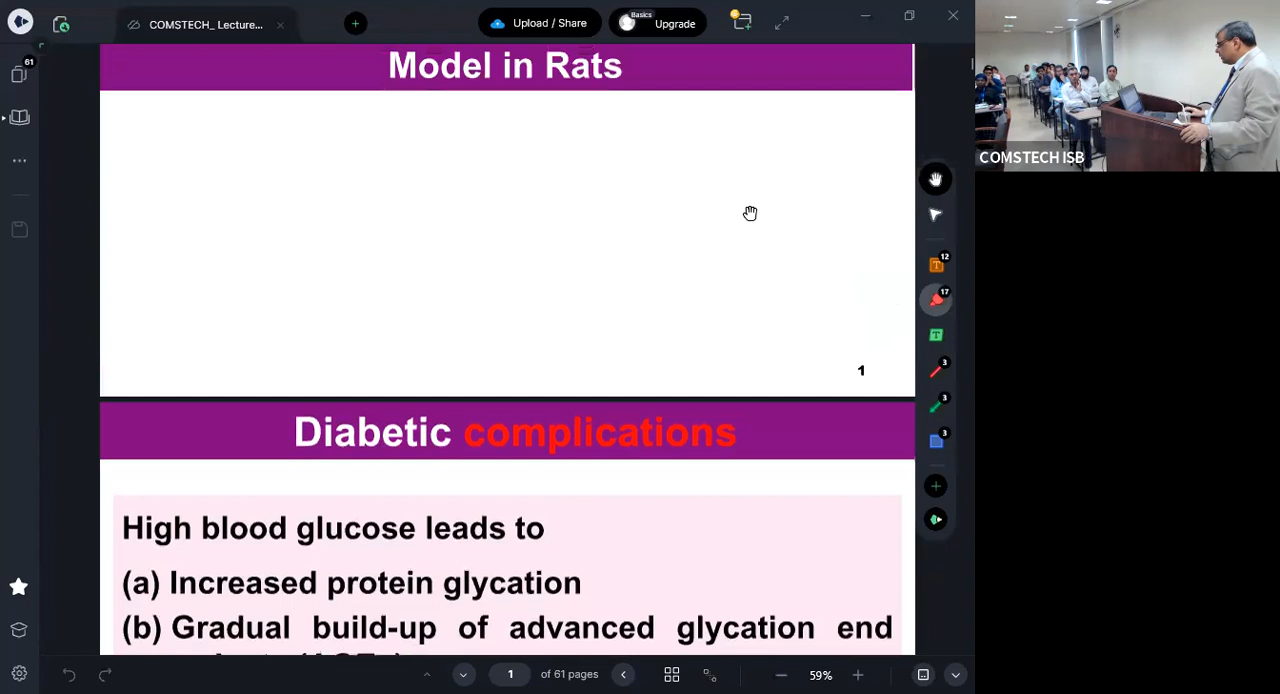 COMSTECH_ Lecture...
Upload / Share
Basics
Upgrade
61
Model in Rats
1
Diabetic complications
High blood glucose leads to
(a) Increased protein glycation
(b) Gradual build-up of advanced glycation end
12
17
3
3
3
1 of 61 pages
59%
COMSTECH ISB